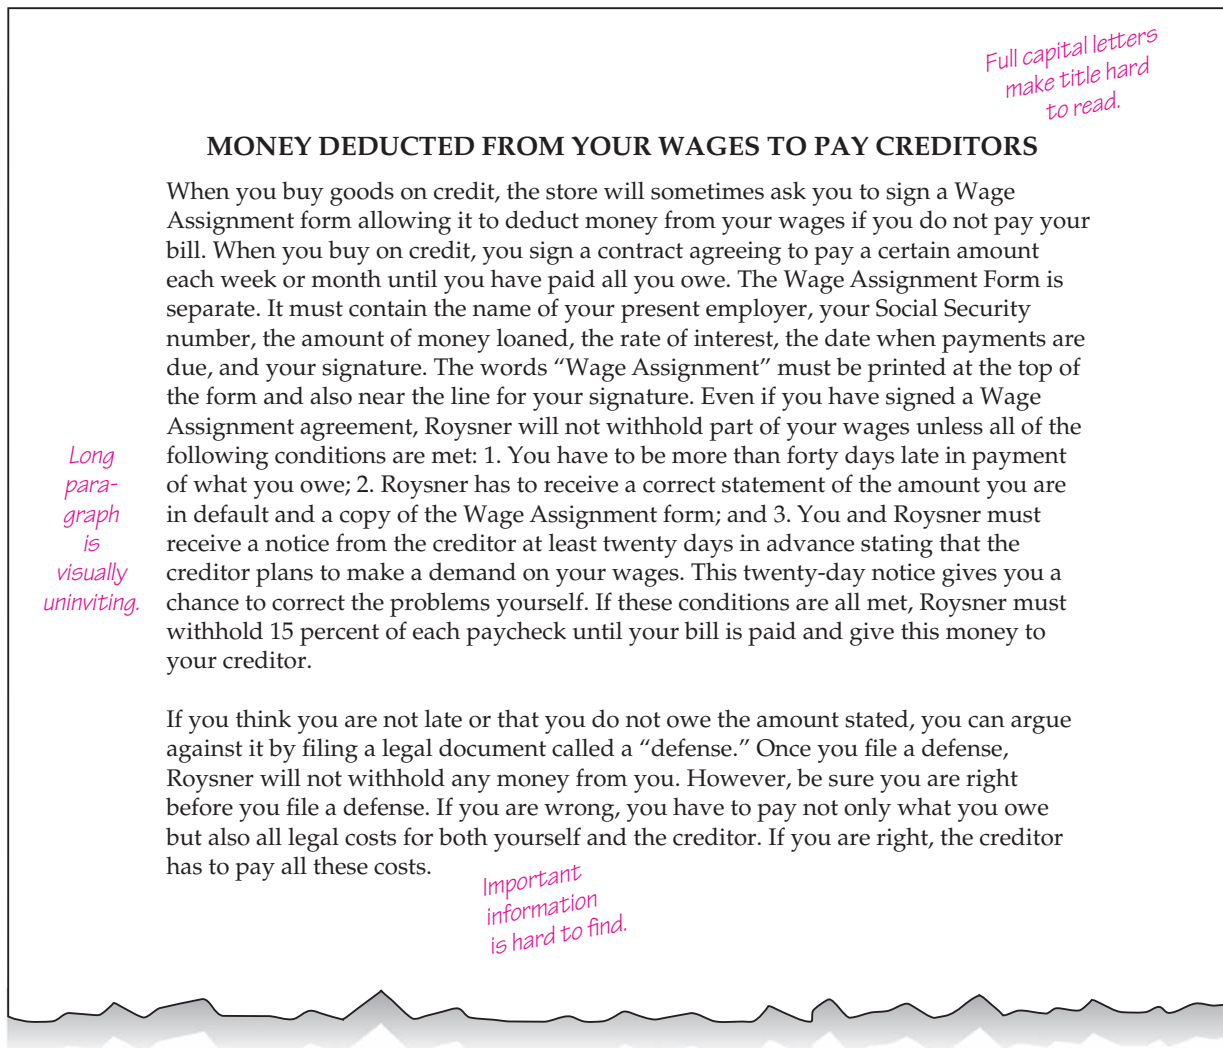 Full capital letters
make title hard
to read.
MONEY DEDUCTED FROM YOUR WAGES TO PAY CREDITORS
When you buy goods on credit, the store will sometimes ask you to sign a Wage
Assignment form allowing it to deduct money from your wages if you do not pay your
bill. When you buy on credit, you sign a contract agreeing to pay a certain amount
each week or month until you have paid all you owe. The Wage Assignment Form is
separate. It must contain the name of your present employer, your Social Security
number, the amount of money loaned, the rate of interest, the date when payments are
due, and your signature. The words “Wage Assignment” must be printed at the top of
the form and also near the line for your signature. Even if you have signed a Wage
Assignment agreement, Roysner will not withhold part of your wages unless all of the
following conditions are met: 1. You have to be more than forty days late in payment
of what you owe; 2. Roysner has to receive a correct statement of the amount you are
in default and a copy of the Wage Assignment form; and 3. You and Roysner must
receive a notice from the creditor at least twenty days in advance stating that the
creditor plans to make a demand on your wages. This twenty-day notice gives you a
chance to correct the problems yourself. If these conditions are all met, Roysner must
withhold 15 percent of each paycheck until your bill is paid and give this money to
your creditor.
Long
para-
graph
is
visually
uninviting.
If you think you are not late or that you do not owe the amount stated, you can argue
against it by filing a legal document called a “defense.” Once you file a defense,
Roysner will not withhold any money from you. However, be sure you are right
before you file a defense. If you are wrong, you have to pay not only what you owe
but also all legal costs for both yourself and the creditor. If you are right, the creditor
has to pay all these costs.
Important
information
is hard to find.